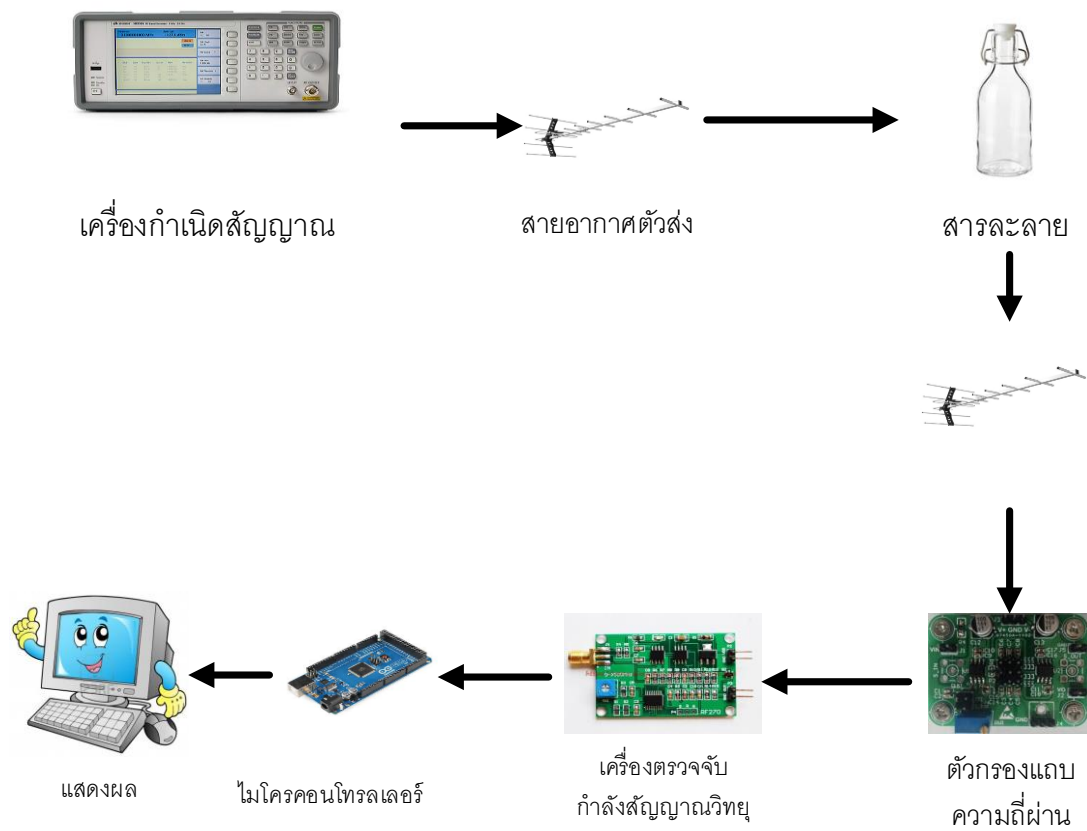 เครื่องกำเนิดสัญญาณ
สายอากาศตัวส่ง
สารละลาย
V+ GND V-
RF270
แสดงผล
ไมโครคอนโทรลเลอร์
เครื่องตรวจจับ
กำลังสัญญาณวิทยุ
ตัวกรองแถบ
ความถี่ผ่าน